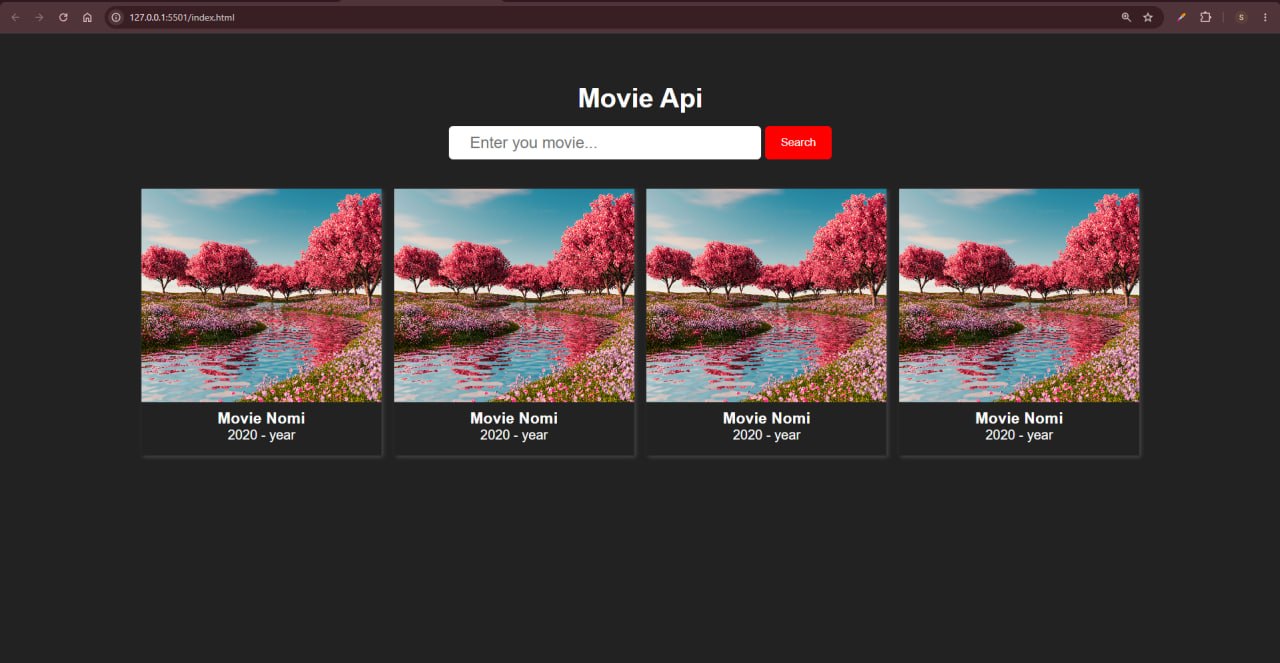 127.0.0.1:5501/index.html
S
Movie Api
Enter you movie...
Search
Movie Nomi
2020 - year
Movie Nomi
2020 - year
Movie Nomi
2020 - year
Movie Nomi
2020 - year